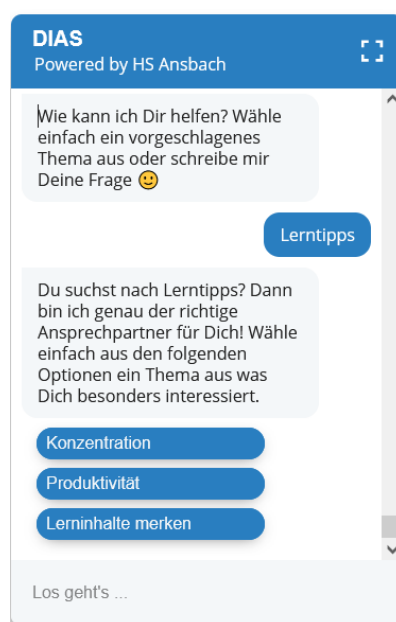 DIAS
Powered by HS Ansbach
Wie kann ich Dir helfen? Wähle
einfach ein vorgeschlagenes
Thema aus oder schreibe mir
Deine Frage 🙂
Lerntipps
Du suchst nach Lerntipps? Dann
bin ich genau der richtige
Ansprechpartner für Dich! Wähle
einfach aus den folgenden
Optionen ein Thema aus was
Dich besonders interessiert.
Konzentration
Produktivität
Lerninhalte merken
Los geht's ...